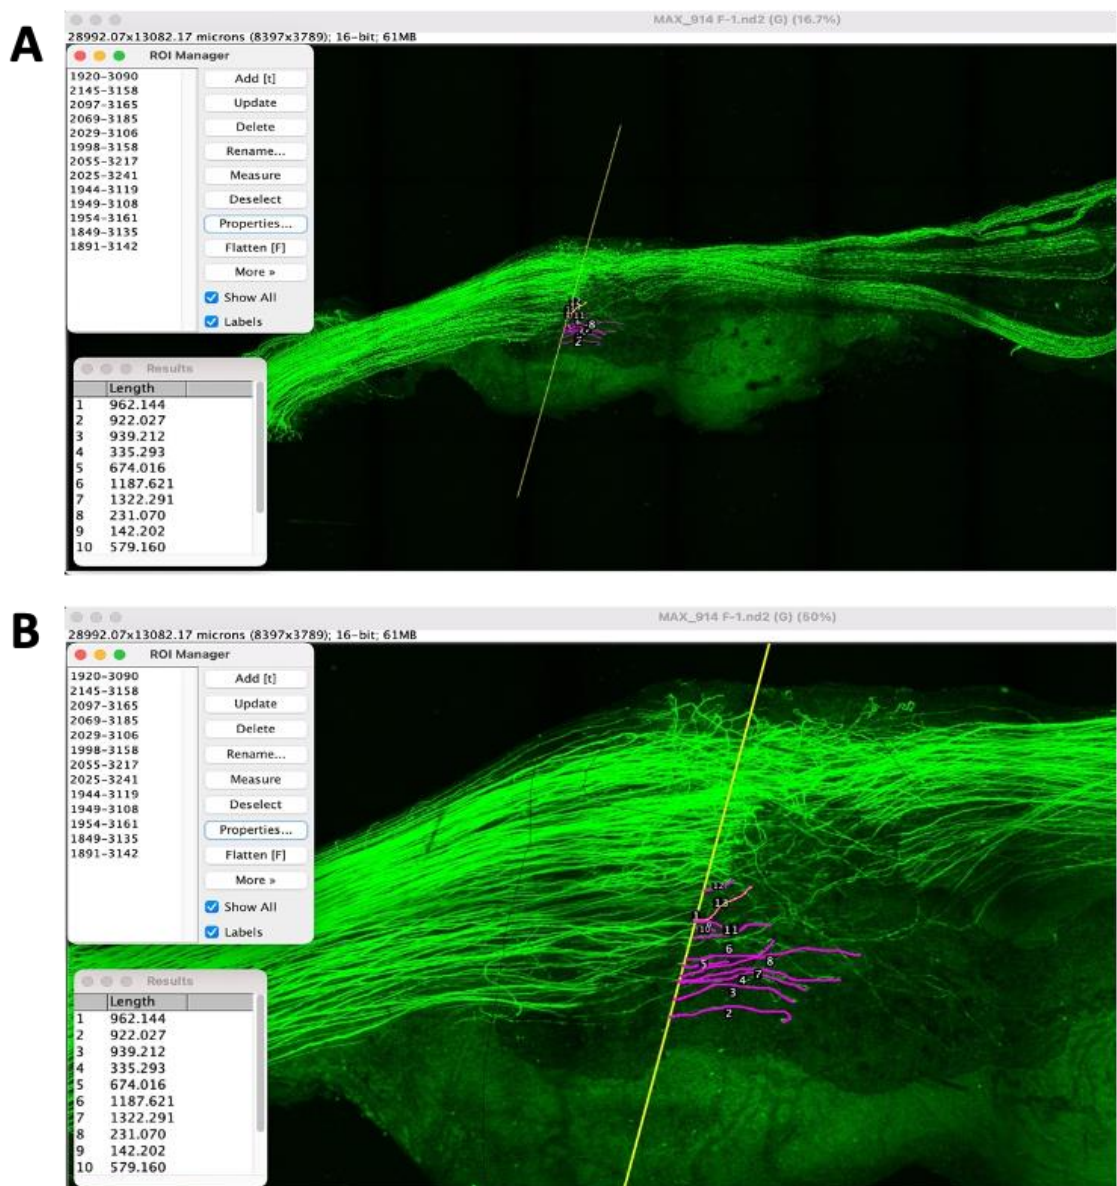 A
MAX_914 F-1.nd2 (G) (16.7%)
28992.07x13082.17 microns (8397x3789); 16-bit; 61MB
ROI Manager
1920-3090
2145-3158
2097-3165
2069-3185
2029-3106
1998-3158
2055-3217
2025-3241
1944-3119
1949-3108
1954-3161
1849-3135
1891-3142
Add [t]
Update
Delete
Rename...
Measure
Deselect
Properties...
Flatten [F]
More »
Show All
Labels
11
8
2
Results
Length
1 962.144
2 922.027
3 939.212
4 335.293
5 674.016
6 1187.621
7 1322.291
8 231.070
9 142.202
10 579.160
B
MAX_914 F-1.nd2 (G) (50%)
28992.07x13082.17 microns (8397x3789); 16-bit; 61MB
ROI Manager
1920-3090
2145-3158
2097-3165
2069-3185
2029-3106
1998-3158
2055-3217
2025-3241
1944-3119
1949-3108
1954-3161
1849-3135
1891-3142
Add [t]
Update
Delete
Rename...
Measure
Deselect
Properties...
Flatten [F]
More »
Show All
Labels
12
13
10
11
6
5
8
7
4
3
2
Results
Length
1 962.144
2 922.027
3 939.212
4 335.293
5 674.016
6 1187.621
7 1322.291
8 231.070
9 142.202
10 579.160